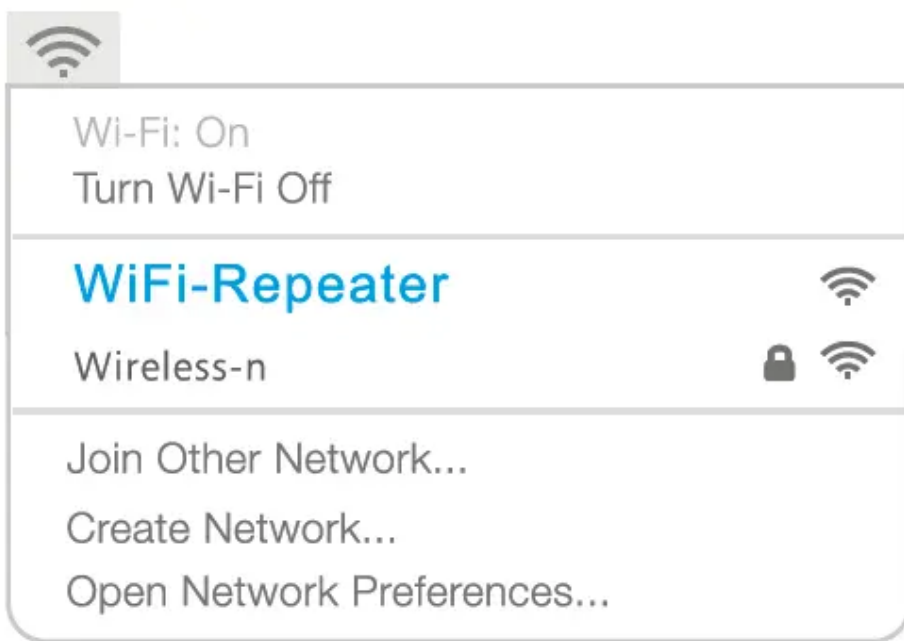 Wi-Fi: On
Turn Wi-Fi Off
WiFi-Repeater
Wireless-n
Join Other Network...
Create Network...
Open Network Preferences...